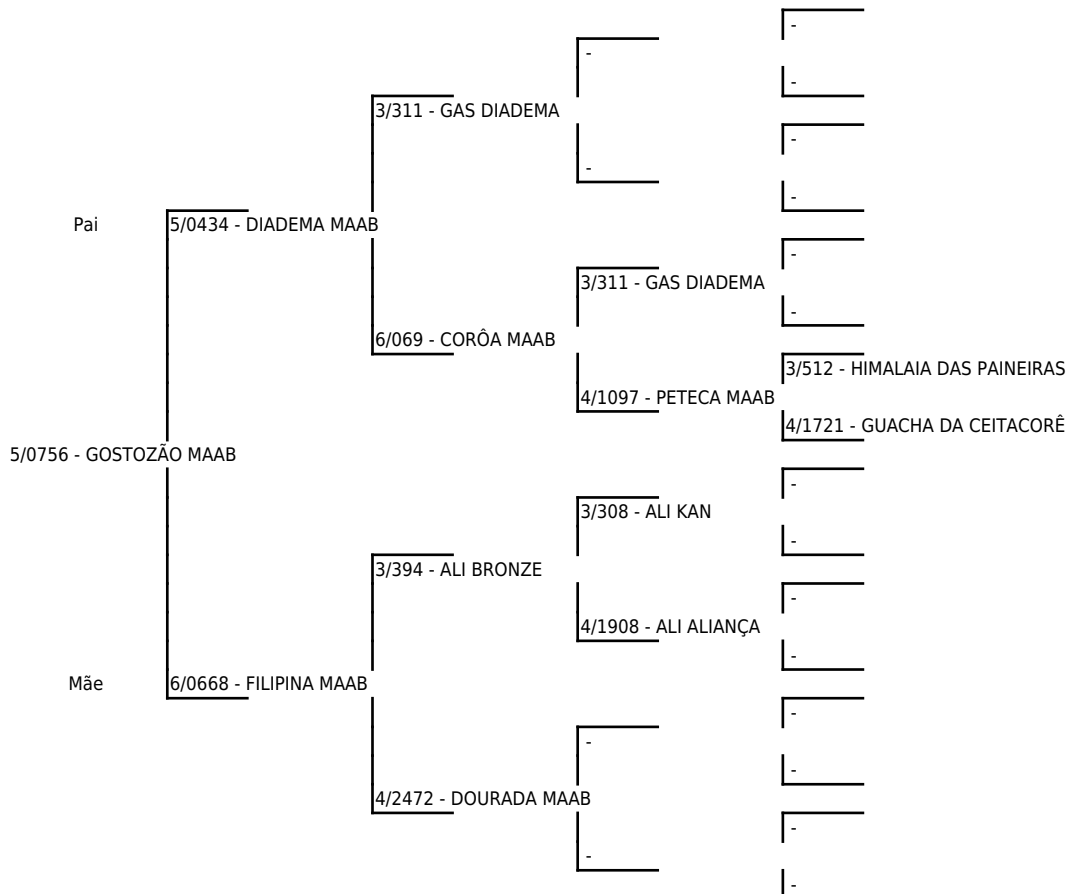 -
-
-
3/311 - GAS DIADEMA
-
-
-
Pai
5/0434 - DIADEMA MAAB
-
3/311 - GAS DIADEMA
-
6/069 - CORÔA MAAB
3/512 - HIMALAIA DAS PAINEIRAS
4/1097 - PETECA MAAB
4/1721 - GUACHA DA CEITACORÊ
5/0756 - GOSTOZÃO MAAB
-
3/308 - ALI KAN
-
3/394 - ALI BRONZE
-
4/1908 - ALI ALIANÇA
-
Mãe
6/0668 - FILIPINA MAAB
-
-
-
4/2472 - DOURADA MAAB
-
-
-